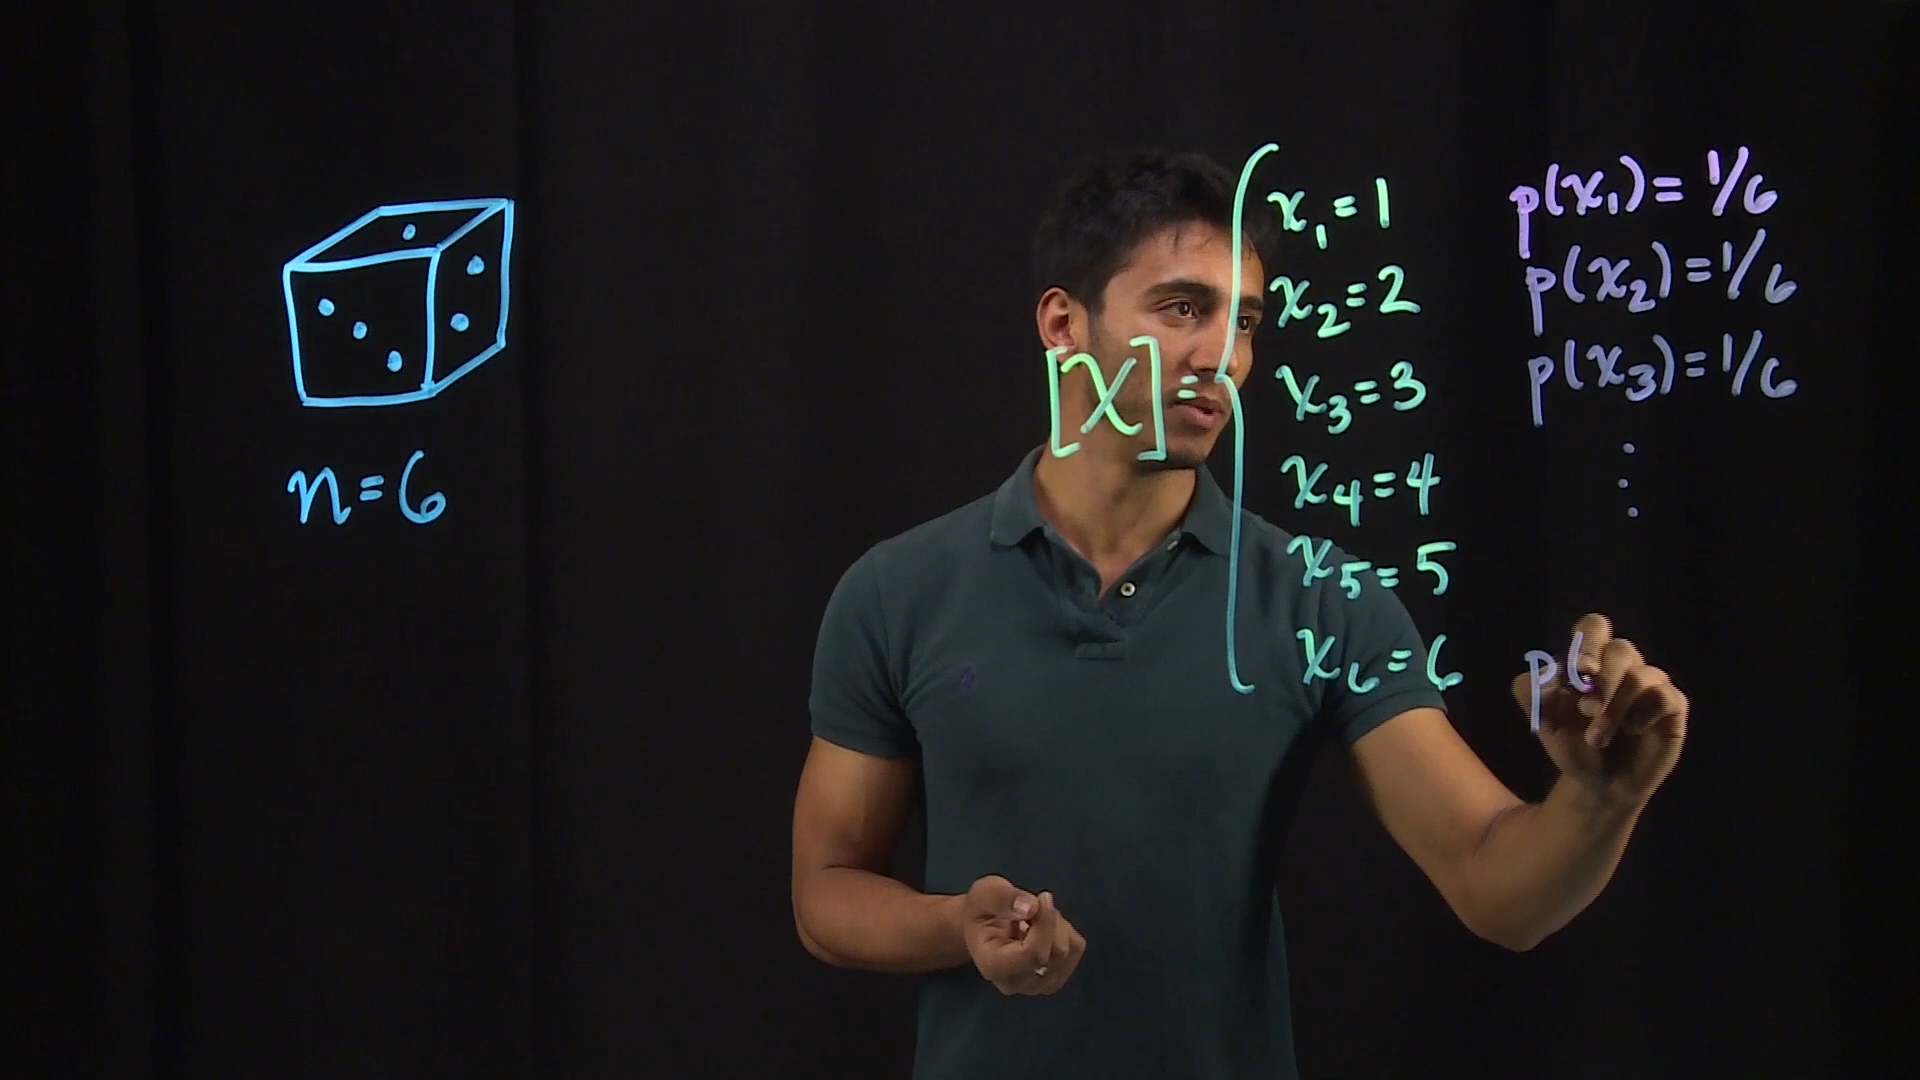 n=6
[X]=
x₁=1
x₂=2
x₃=3
x₄=4
x₅=5
x₆=6
p(x₁)=1/6
p(x₂)=1/6
p(x₃)=1/6
⋮
p(